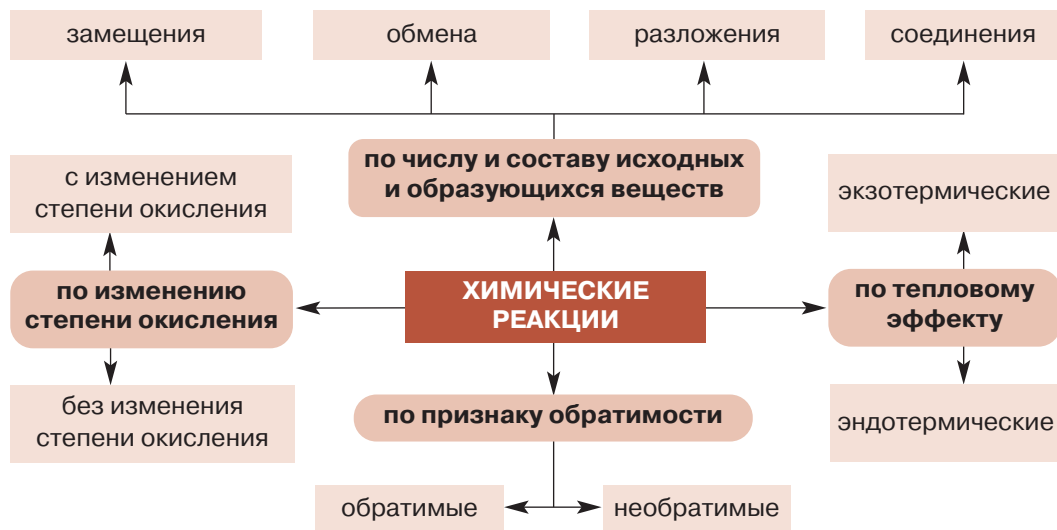 замещения
обмена
разложения
соединения
по числу и составу исходных
и образующихся веществ
с изменением
степени окисления
экзотермические
по изменению
степени окисления
ХИМИЧЕСКИЕ
РЕАКЦИИ
по тепловому
эффекту
без изменения
степени окисления
по признаку обратимости
эндотермические
обратимые
необратимые